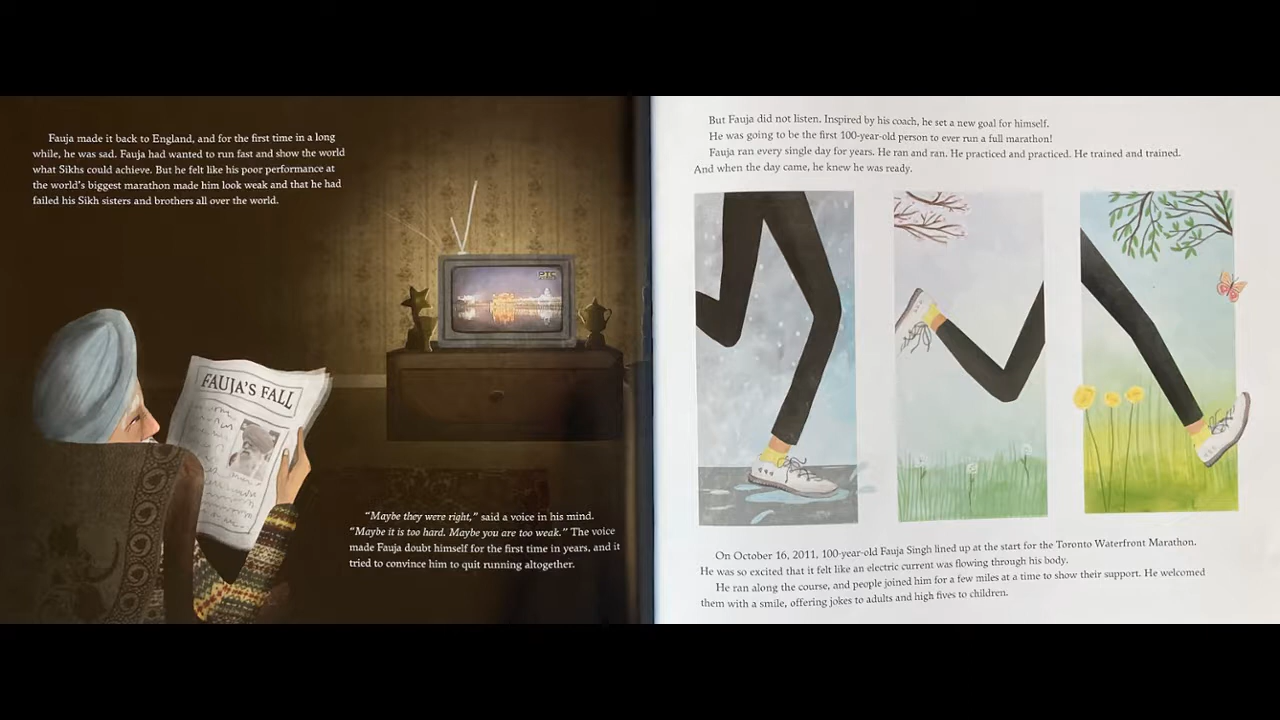 Fauja made it back to England, and for the first time in a long
while, he was sad. Fauja had wanted to run fast and show the world
what Sikhs could achieve. But he felt like his poor performance at
the world's biggest marathon made him look weak and that he had
failed his Sikh sisters and brothers all over the world.
FAUJA'S FALL
PTC
"Maybe they were right," said a voice in his mind.
"Maybe it is too hard. Maybe you are too weak." The voice
made Fauja doubt himself for the first time in years, and it
tried to convince him to quit running altogether.
But Fauja did not listen. Inspired by his coach, he set a new goal for himself.
He was going to be the first 100-year-old person to ever run a full marathon!
Fauja ran every single day for years. He ran and ran. He practiced and practiced. He trained and trained.
And when the day came, he knew he was ready.
On October 16, 2011, 100-year-old Fauja Singh lined up at the start for the Toronto Waterfront Marathon.
He was so excited that it felt like an electric current was flowing through his body.
He ran along the course, and people joined him for a few miles at a time to show their support. He welcomed
them with a smile, offering jokes to adults and high fives to children.